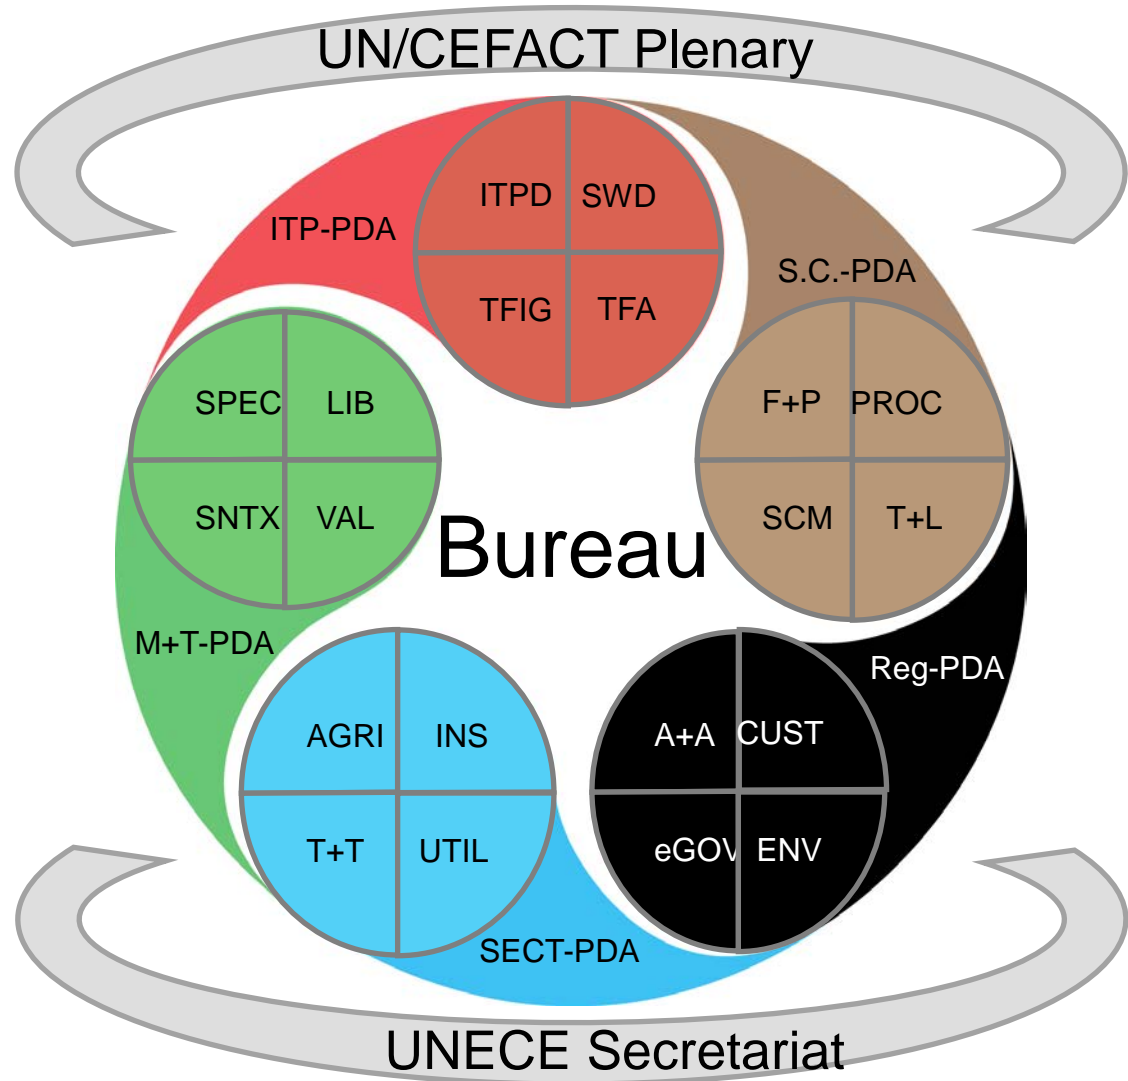 UN/CEFACT Plenary
ITPD SWD
ITP-PDA
S.C.-PDA
TFIG TFA
SPEC LIB
F+P PROC
SNTX VAL
SCM T+L
Bureau
M+T-PDA
Reg-PDA
AGRI INS
A+A CUST
T+T UTIL
eGOV ENV
SECT-PDA
UNECE Secretariat